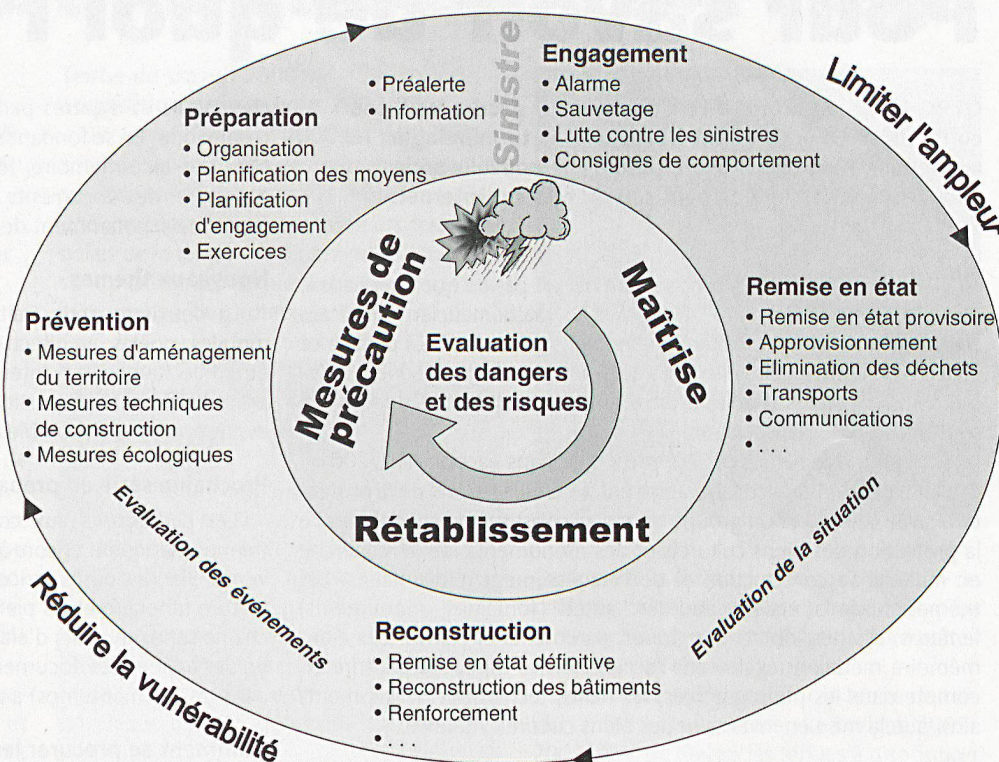 Sinistre
• Préalerte
• Information
Préparation
• Organisation
• Planification des moyens
• Planification
d'engagement
• Exercices
Engagement
• Alarme
• Sauvetage
• Lutte contre les sinistres
• Consignes de comportement
Limiter l'ampleur
Prévention
• Mesures d'aménagement
du territoire
• Mesures techniques
de construction
• Mesures écologiques
Mesures de
précaution
Evaluation
des dangers
et des risques
Maîtrise
Remise en état
• Remise en état provisoire
• Approvisionnement
• Elimination des déchets
• Transports
• Communications
• . . .
Rétablissement
Evaluation des événements
Evaluation de la situation
Réduire la vulnérabilité
Reconstruction
• Remise en état définitive
• Reconstruction des bâtiments
• Renforcement